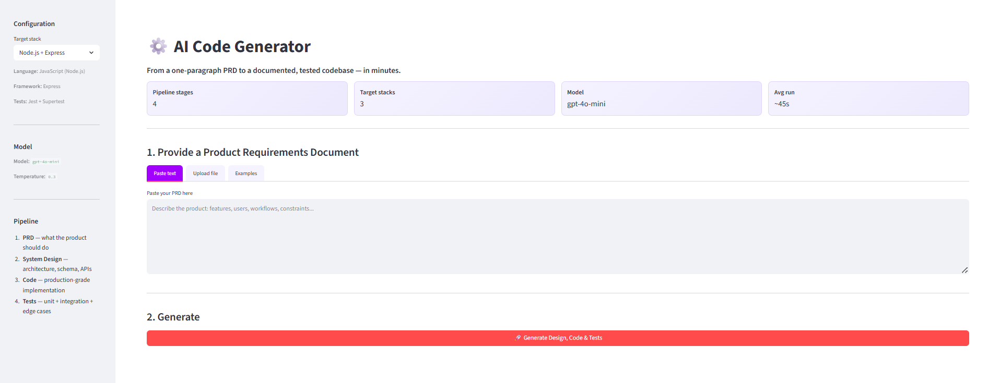 Configuration
Target stack
Node.js + Express
Language: JavaScript (Node.js)
Framework: Express
Tests: Jest + Supertest
Model
Model: gpt-4o-mini
Temperature: 0.3
Pipeline
1. PRD — what the product
should do
2. System Design —
architecture, schema, APIs
3. Code — production-grade
implementation
4. Tests — unit + integration +
edge cases
AI Code Generator
From a one-paragraph PRD to a documented, tested codebase — in minutes.
Pipeline stages
4
Target stacks
3
Model
gpt-4o-mini
Avg run
~45s
1. Provide a Product Requirements Document
Paste text
Upload file
Examples
Paste your PRD here
Describe the product: features, users, workflows, constraints...
2. Generate
Generate Design, Code & Tests